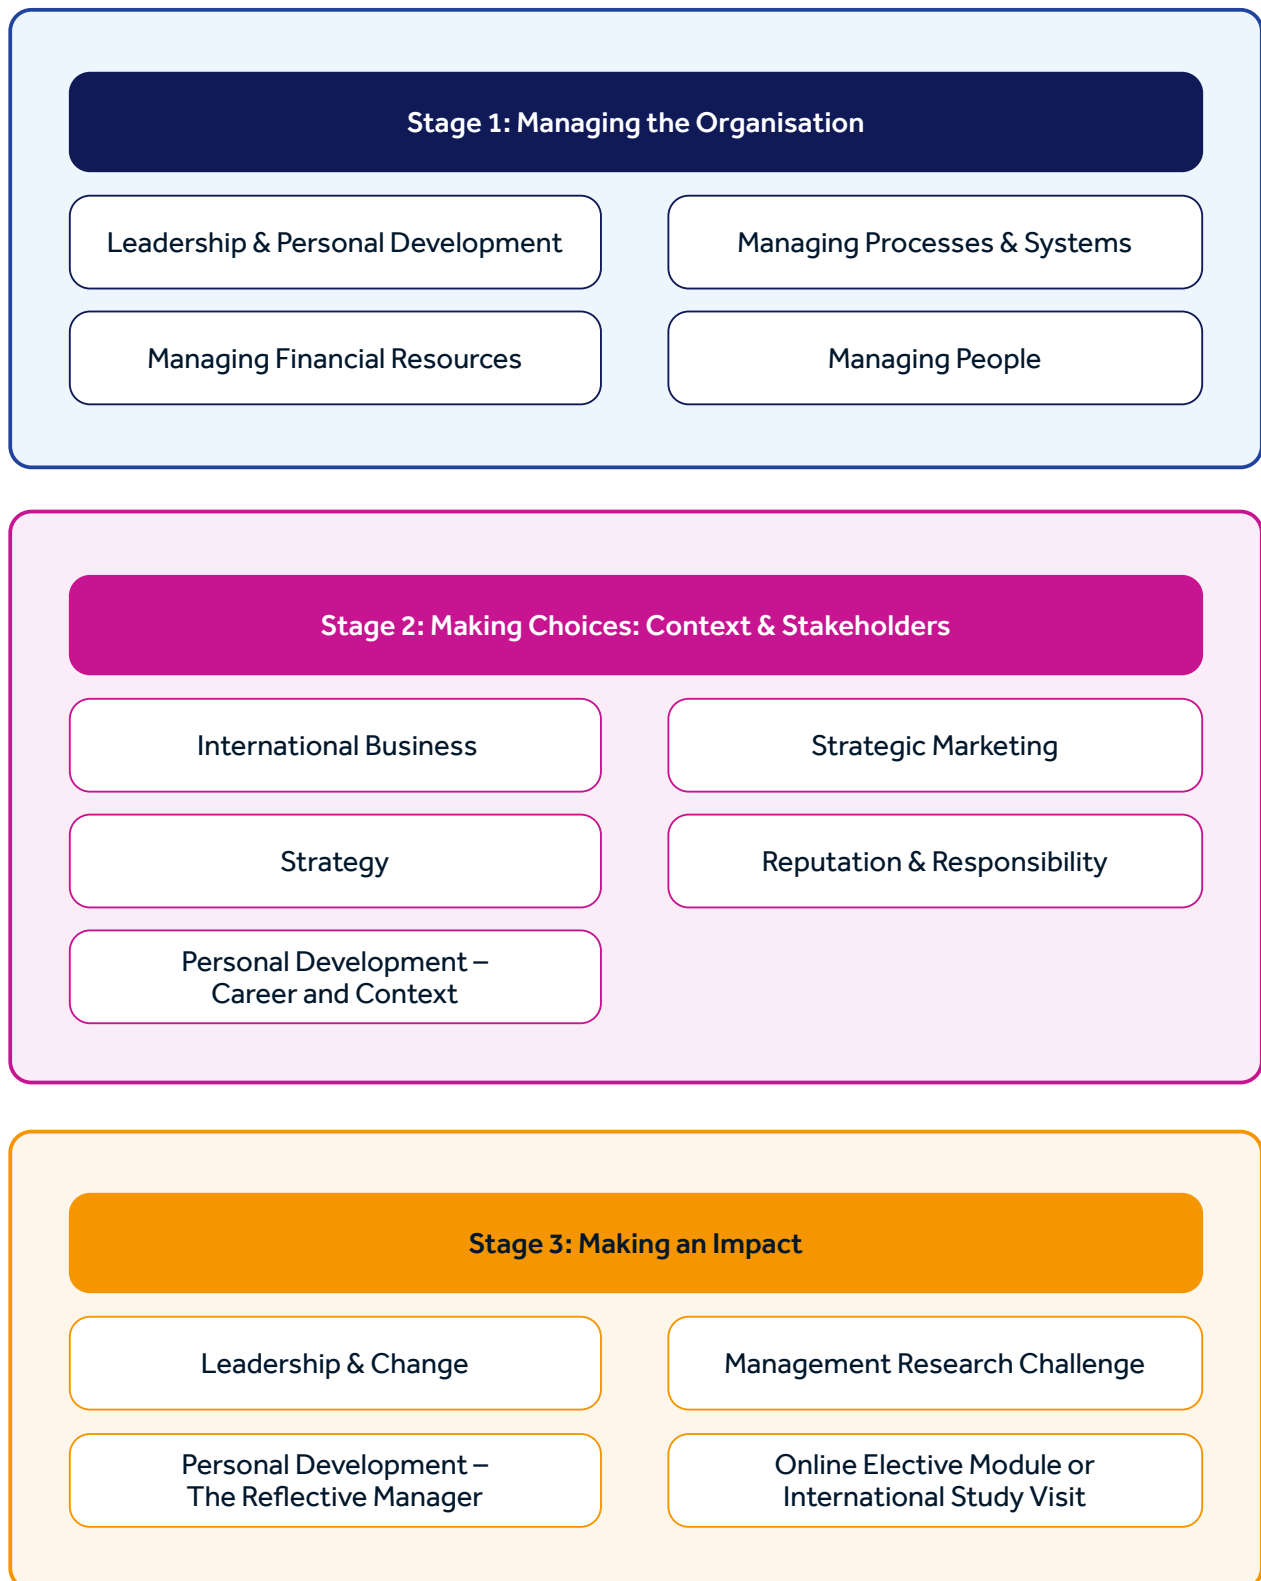 Stage 1: Managing the Organisation
Leadership & Personal Development
Managing Processes & Systems
Managing Financial Resources
Managing People
Stage 2: Making Choices: Context & Stakeholders
International Business
Strategic Marketing
Strategy
Reputation & Responsibility
Personal Development –
Career and Context
Stage 3: Making an Impact
Leadership & Change
Management Research Challenge
Personal Development –
The Reflective Manager
Online Elective Module or
International Study Visit